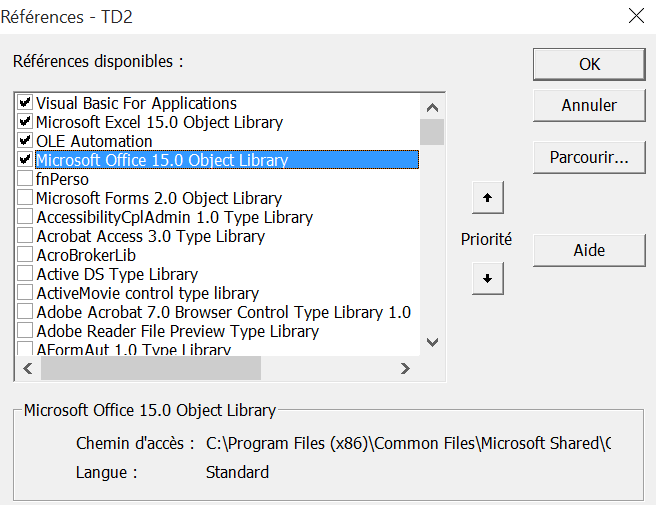 Références - TD2
Références disponibles :
Visual Basic For Applications
Microsoft Excel 15.0 Object Library
OLE Automation
Microsoft Office 15.0 Object Library
fnPerso
Microsoft Forms 2.0 Object Library
AccessibilityCplAdmin 1.0 Type Library
Acrobat Access 3.0 Type Library
AcroBrokerLib
Active DS Type Library
ActiveMovie control type library
Adobe Acrobat 7.0 Browser Control Type Library 1.0
Adobe Reader File Preview Type Library
AFormAut 1.0 Type Library
OK
Annuler
Parcourir...
Priorité
Aide
Microsoft Office 15.0 Object Library
Chemin d'accès : C:\Program Files (x86)\Common Files\Microsoft Shared\
Langue : Standard